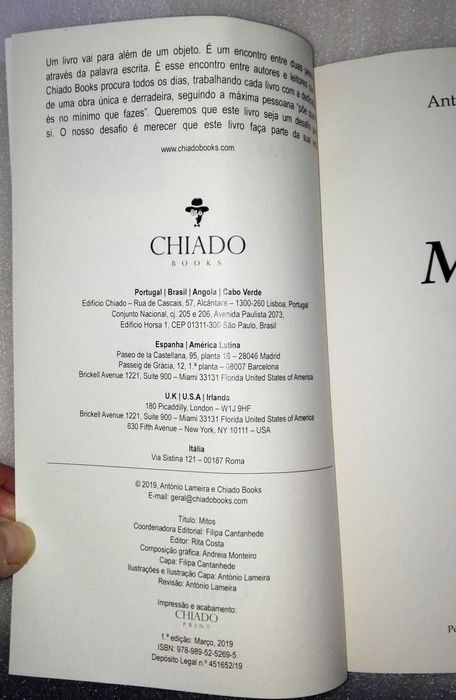 Um livro vai para além de um objeto. É um encontro entre duas
através da palavra escrita. É esse encontro entre autores e leitores que
Chiado Books procura todos os dias, trabalhando cada livro com a
de uma obra única e derradeira, seguindo a máxima pessoana “põe
és no mínimo que fazes”. Queremos que este livro seja um desafio
si. O nosso desafio é merecer que este livro faça parte da sua
www.chiadobooks.com
CHIADO
BOOKS
Portugal | Brasil | Angola | Cabo Verde
Edifício Chiado – Rua de Cascais, 57, Alcântara – 1300-260 Lisboa, Portugal
Conjunto Nacional, cj. 205 e 206, Avenida Paulista 2073,
Edifício Horsa 1, CEP 01311-300 São Paulo, Brasil
Espanha | América Latina
Paseo de la Castellana, 95, planta 16 – 28046 Madrid
Passeig de Gràcia, 12, 1.ª planta – 08007 Barcelona
Brickell Avenue 1221, Suite 900 – Miami 33131 Florida United States of America
U.K | U.S.A | Irlanda
180 Picadilly, London – W1J 9HF
Brickell Avenue 1221, Suite 900 – Miami 33131 Florida United States of America
630 Fifth Avenue – New York, NY 10111 – USA
Itália
Via Sistina 121 – 00187 Roma
© 2019, António Lameira e Chiado Books
E-mail: geral@chiadobooks.com
Título: Mitos
Coordenadora Editorial: Filipa Cantanhede
Editor: Rita Costa
Composição gráfica: Andreia Monteiro
Capa: Filipa Cantanhede
Ilustrações e Ilustração Capa: António Lameira
Revisão: António Lameira
Impressão e acabamento:
CHIADO
PRINT
1.ª edição: Março, 2019
ISBN: 978-989-52-5269-5
Depósito Legal n.º 451652/19
Ant
M